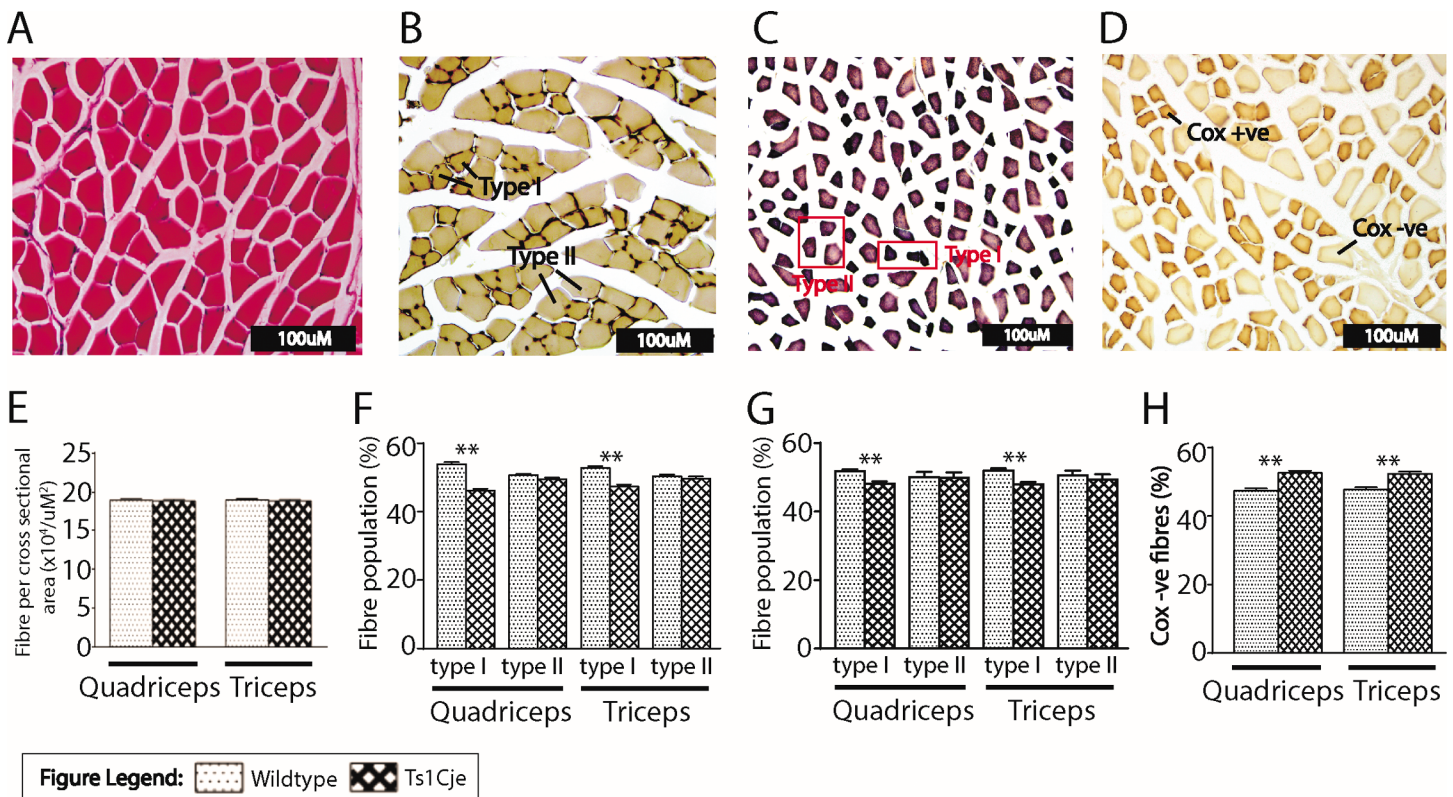 A
B
C
D
Type I
Type II
Type II
Type I
Cox +ve
Cox -ve
100uM
100uM
100uM
100uM
E
Fibre per cross sectional
area (x10⁴/uM²)
25
20
15
10
5
0
Quadriceps Triceps
F
Fibre population (%)
60
40
20
0
** **
type I type II type I type II
Quadriceps Triceps
G
Fibre population (%)
60
40
20
0
** **
type I type II type I type II
Quadriceps Triceps
H
Cox -ve fibres (%)
60
40
20
0
** **
Quadriceps Triceps
Figure Legend: Wildtype Ts1Cje